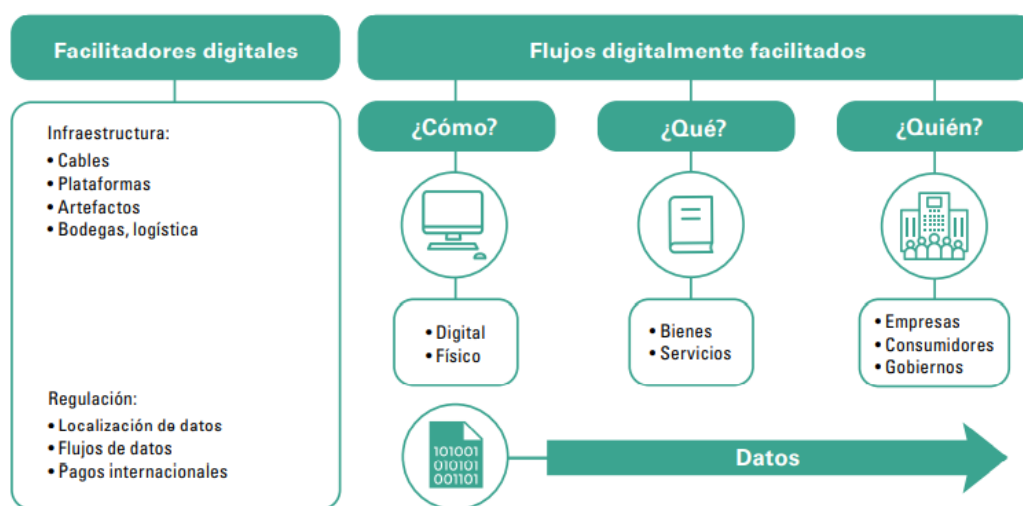 Facilitadores digitales
Infraestructura:
• Cables
• Plataformas
• Artefactos
• Bodegas, logística
Regulación:
• Localización de datos
• Flujos de datos
• Pagos internacionales
Flujos digitalmente facilitados
¿Cómo?
• Digital
• Físico
¿Qué?
• Bienes
• Servicios
¿Quién?
• Empresas
• Consumidores
• Gobiernos
101001
010101
001101
Datos